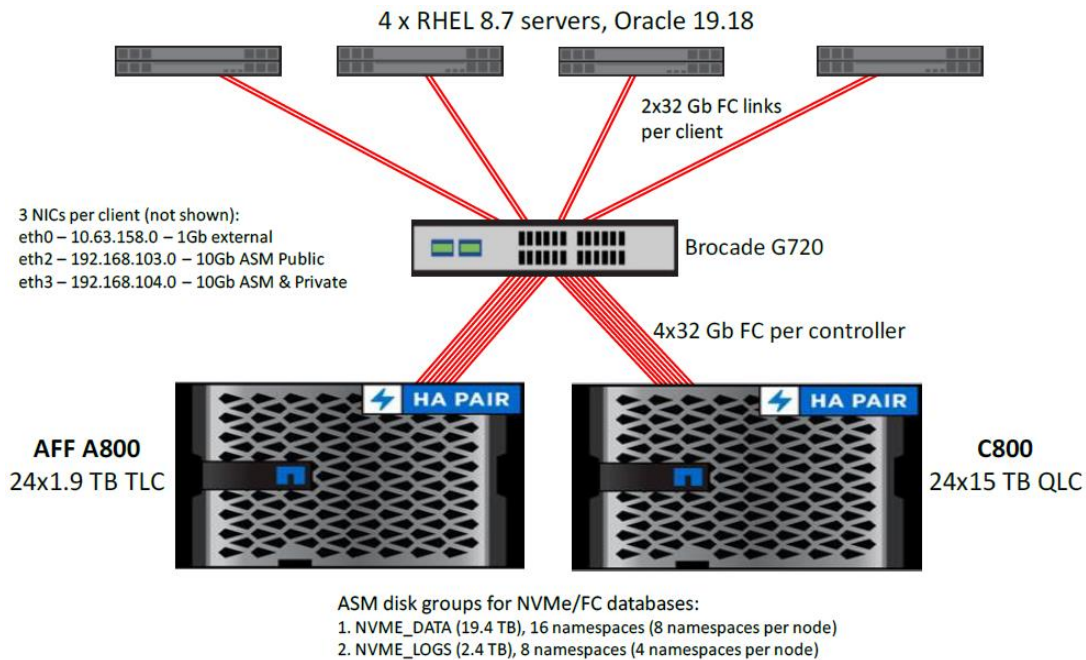 4 x RHEL 8.7 servers, Oracle 19.18
2x32 Gb FC links
per client
3 NICs per client (not shown):
eth0 – 10.63.158.0 – 1Gb external
eth2 – 192.168.103.0 – 10Gb ASM Public
eth3 – 192.168.104.0 – 10Gb ASM & Private
Brocade G720
4x32 Gb FC per controller
HA PAIR
HA PAIR
AFF A800
24x1.9 TB TLC
C800
24x15 TB QLC
ASM disk groups for NVMe/FC databases:
1. NVME_DATA (19.4 TB), 16 namespaces (8 namespaces per node)
2. NVME_LOGS (2.4 TB), 8 namespaces (4 namespaces per node)